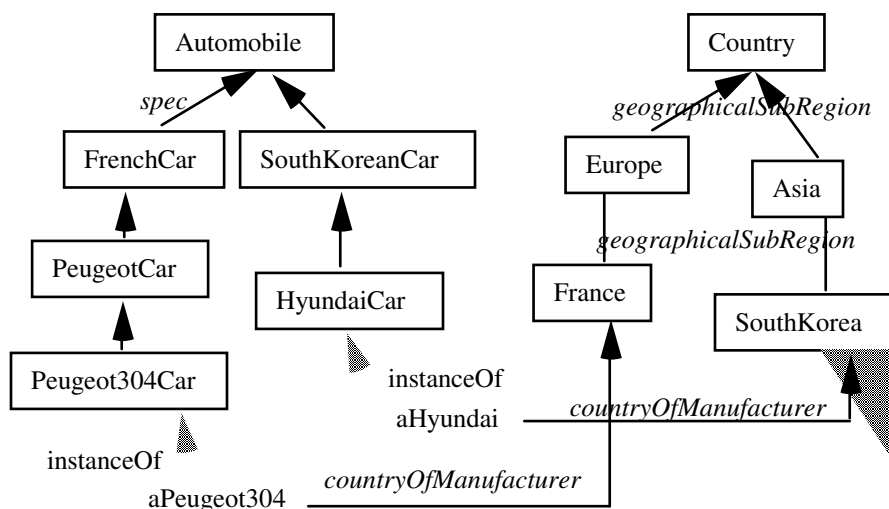 Automobile
Country
spec
geographicalSubRegion
FrenchCar
SouthKoreanCar
Europe
Asia
PeugeotCar
geographicalSubRegion
HyundaiCar
France
SouthKorea
Peugeot304Car
instanceOf
aHyundai
countryOfManufacturer
instanceOf
aPeugeot304
countryOfManufacturer